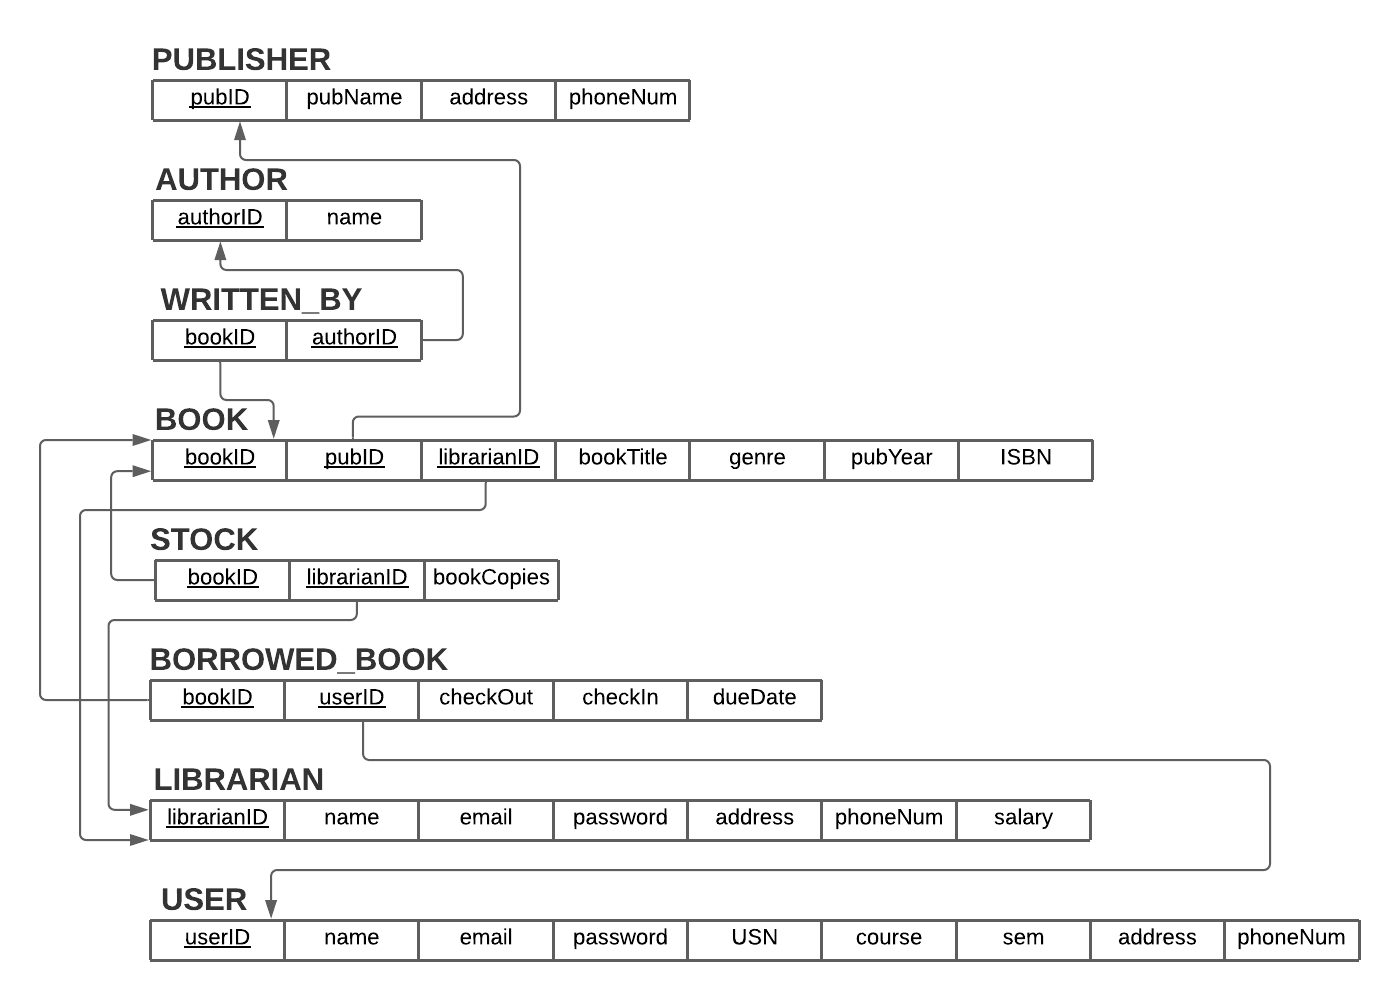 PUBLISHER
pubID pubName address phoneNum
AUTHOR
authorID name
WRITTEN_BY
bookID authorID
BOOK
bookID pubID librarianID bookTitle genre pubYear ISBN
STOCK
bookID librarianID bookCopies
BORROWED_BOOK
bookID userID checkOut checkIn dueDate
LIBRARIAN
librarianID name email password address phoneNum salary
USER
userID name email password USN course sem address phoneNum